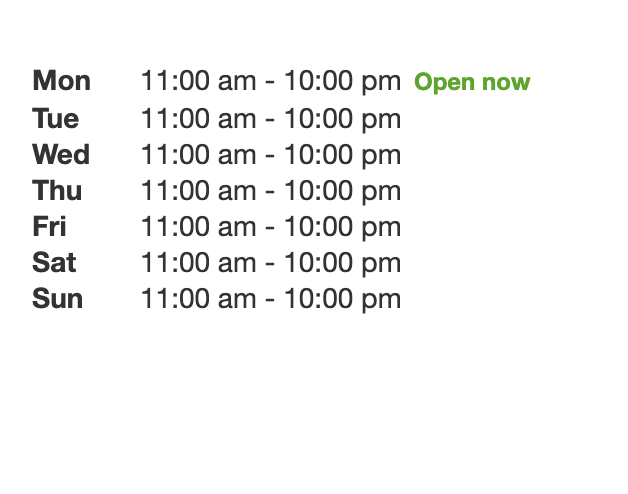 Mon 11:00 am - 10:00 pm Open now
Tue 11:00 am - 10:00 pm
Wed 11:00 am - 10:00 pm
Thu 11:00 am - 10:00 pm
Fri 11:00 am - 10:00 pm
Sat 11:00 am - 10:00 pm
Sun 11:00 am - 10:00 pm